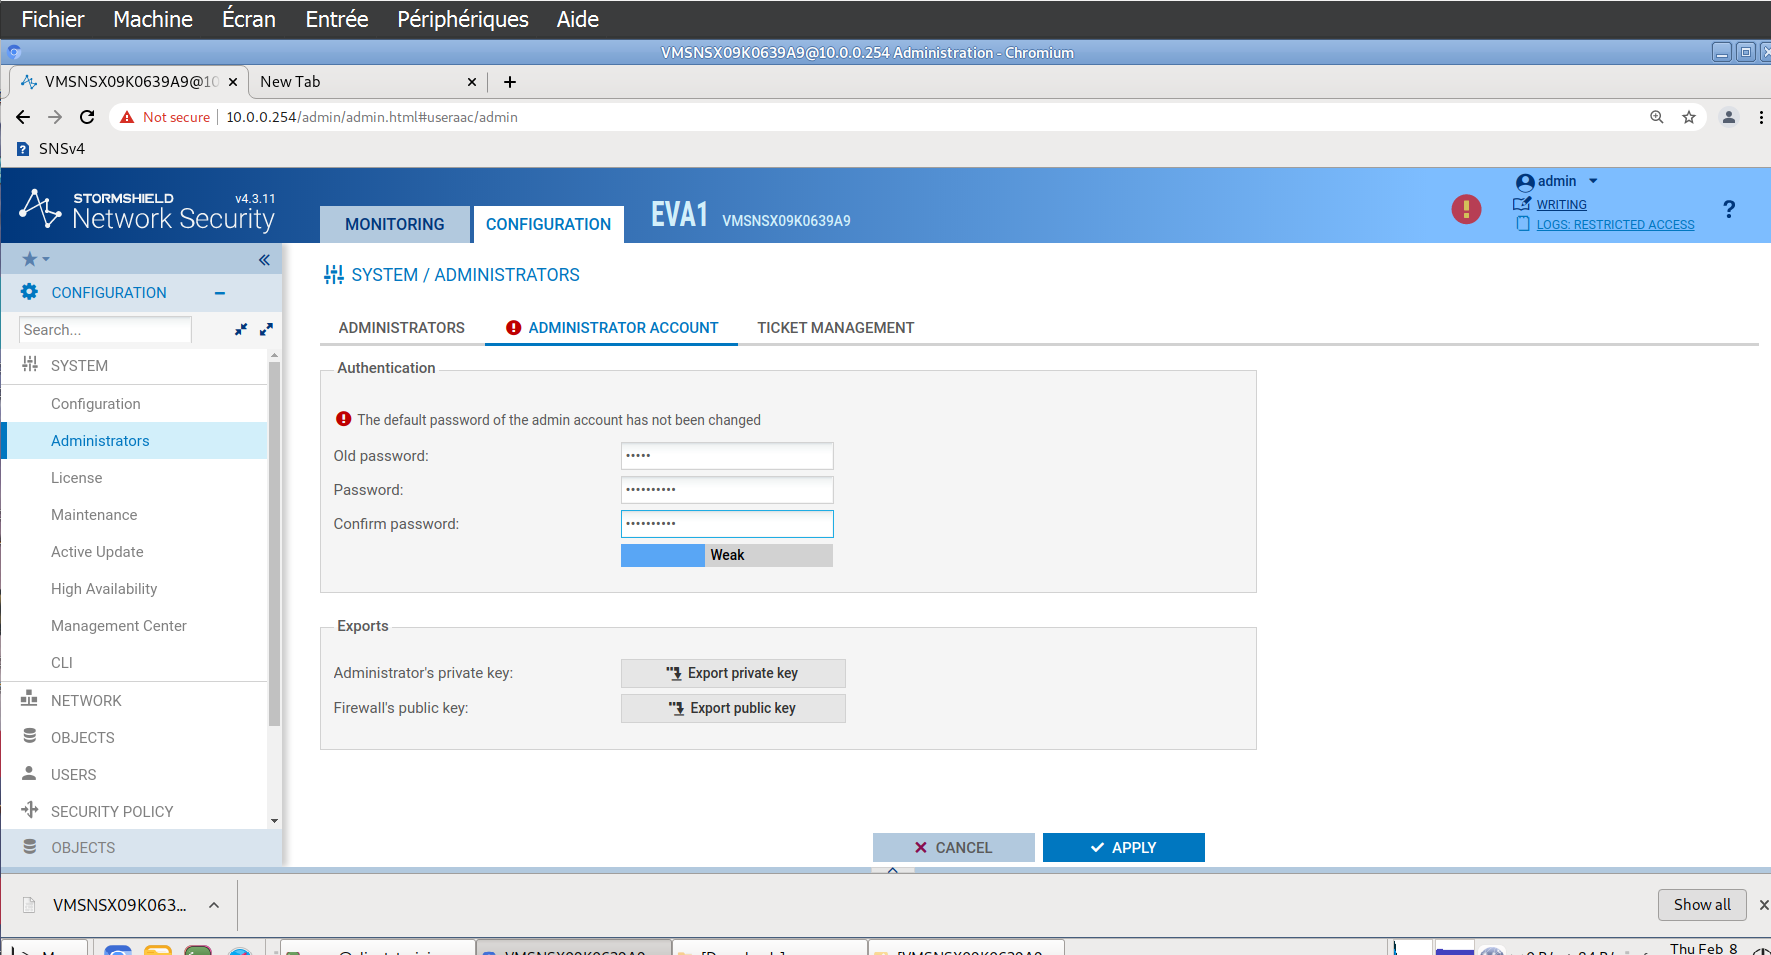 Fichier Machine Écran Entrée Périphériques Aide
VMSNSX09K0639A9@10.0.0.254 Administration - Chromium
VMSNSX09K0639A9@10 New Tab
Not secure 10.0.0.254/admin/admin.html#useraac/admin
SNSv4
STORMSHIELD v4.3.11
Network Security
MONITORING CONFIGURATION EVA1 VMSNSX09K0639A9
admin
WRITING
LOGS: RESTRICTED ACCESS
?
CONFIGURATION
Search...
SYSTEM
Configuration
Administrators
License
Maintenance
Active Update
High Availability
Management Center
CLI
NETWORK
OBJECTS
USERS
SECURITY POLICY
OBJECTS
SYSTEM / ADMINISTRATORS
ADMINISTRATORS ADMINISTRATOR ACCOUNT TICKET MANAGEMENT
Authentication
The default password of the admin account has not been changed
Old password: •••••
Password: ••••••••••
Confirm password: ••••••••••
Weak
Exports
Administrator's private key: Export private key
Firewall's public key: Export public key
CANCEL APPLY
VMSNSX09K063... Show all
Thu Feb 8